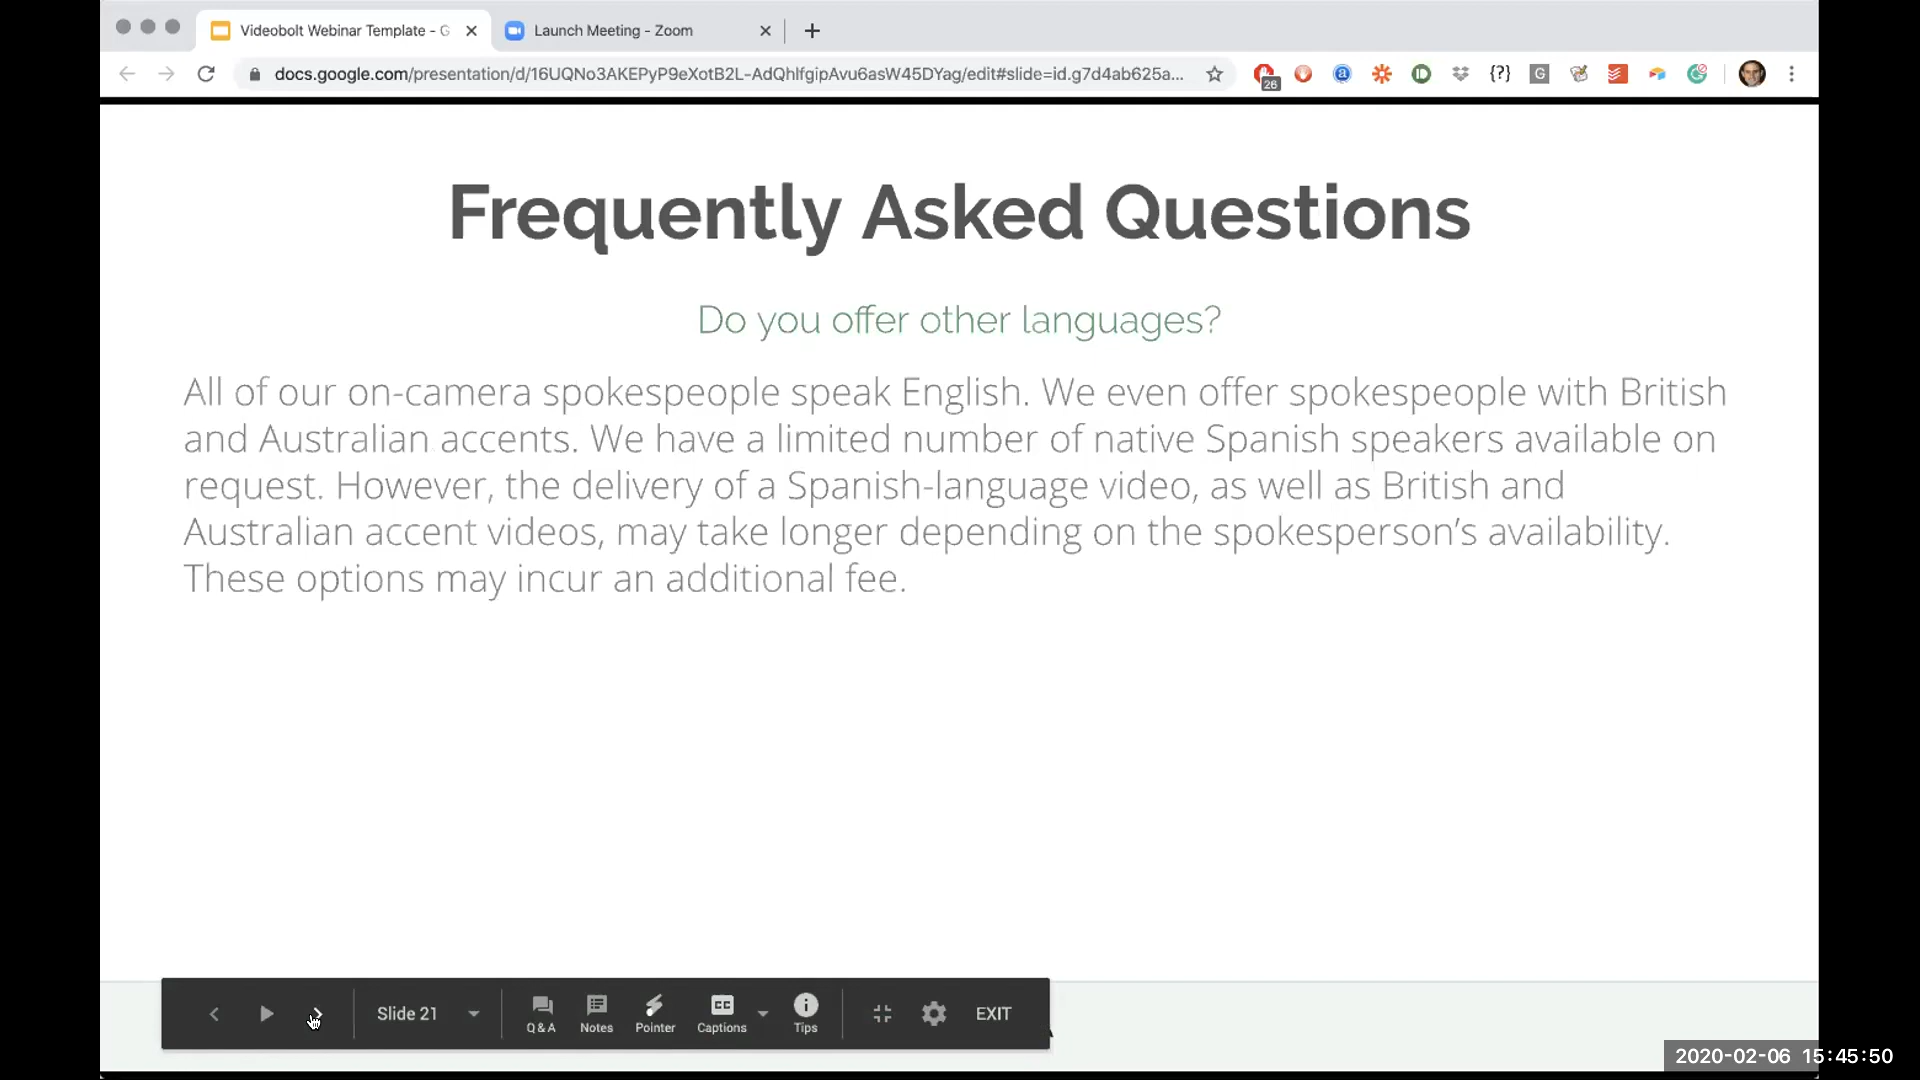 Videobolt Webinar Template - G
Launch Meeting - Zoom
docs.google.com/presentation/d/16UQNo3AKEPyP9eXotB2L-AdQhlfgipAvu6asW45DYag/edit#slide=id.g7d4ab625a...
26
{?}
G
Frequently Asked Questions
Do you offer other languages?
All of our on-camera spokespeople speak English. We even offer spokespeople with British
and Australian accents. We have a limited number of native Spanish speakers available on
request. However, the delivery of a Spanish-language video, as well as British and
Australian accent videos, may take longer depending on the spokesperson’s availability.
These options may incur an additional fee.
Slide 21
Q & A
Notes
Pointer
CC
Captions
Tips
EXIT
2020-02-06 15:45:50